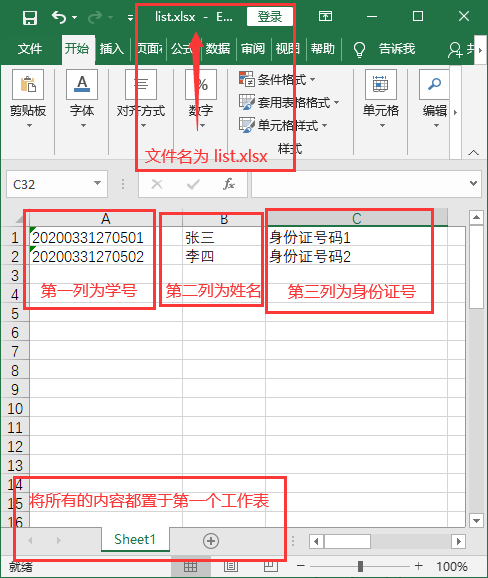 list.xlsx - E... 登录
文件 开始 插入 页面布 公式 数据 审阅 视图 帮助 告诉我 共
剪贴板 字体 对齐方式 % 数字 条件格式 套用表格格式 单元格样式 样式 单元格 编辑
文件名为 list.xlsx
C32 fx
A B C
1 20200331270501 张三 身份证号码1
2 20200331270502 李四 身份证号码2
3
4 第一列为学号 第二列为姓名 第三列为身份证号
5
6
7
8
9
10
11
12
13
14
15 将所有的内容都置于第一个工作表
16
Sheet1
就绪 100%